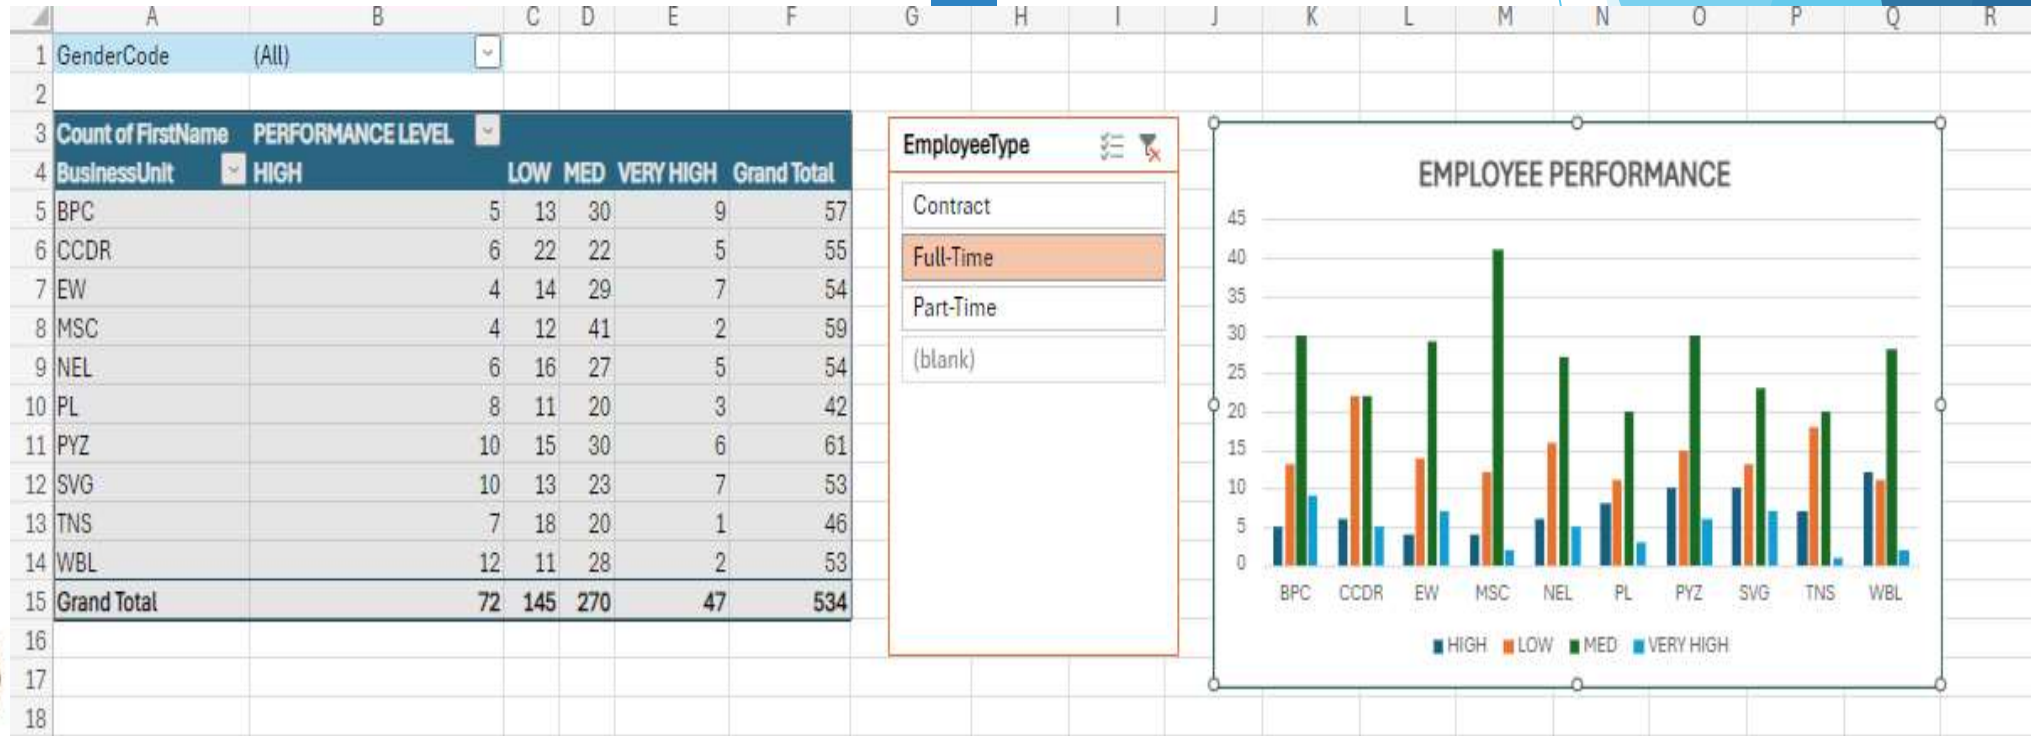 A B C D E F G H I J K L M N O P Q R
1 GenderCode (All)
2
3 Count of FirstName PERFORMANCE LEVEL
4 BusinessUnit HIGH LOW MED VERY HIGH Grand Total
5 BPC 5 13 30 9 57
6 CCDR 6 22 22 5 55
7 EW 4 14 29 7 54
8 MSC 4 12 41 2 59
9 NEL 6 16 27 5 54
10 PL 8 11 20 3 42
11 PYZ 10 15 30 6 61
12 SVG 10 13 23 7 53
13 TNS 7 18 20 1 46
14 WBL 12 11 28 2 53
15 Grand Total 72 145 270 47 534
16
17
18
EmployeeType
Contract
Full-Time
Part-Time
(blank)
EMPLOYEE PERFORMANCE
45
40
35
30
25
20
15
10
5
0
BPC CCDR EW MSC NEL PL PYZ SVG TNS WBL
HIGH LOW MED VERY HIGH